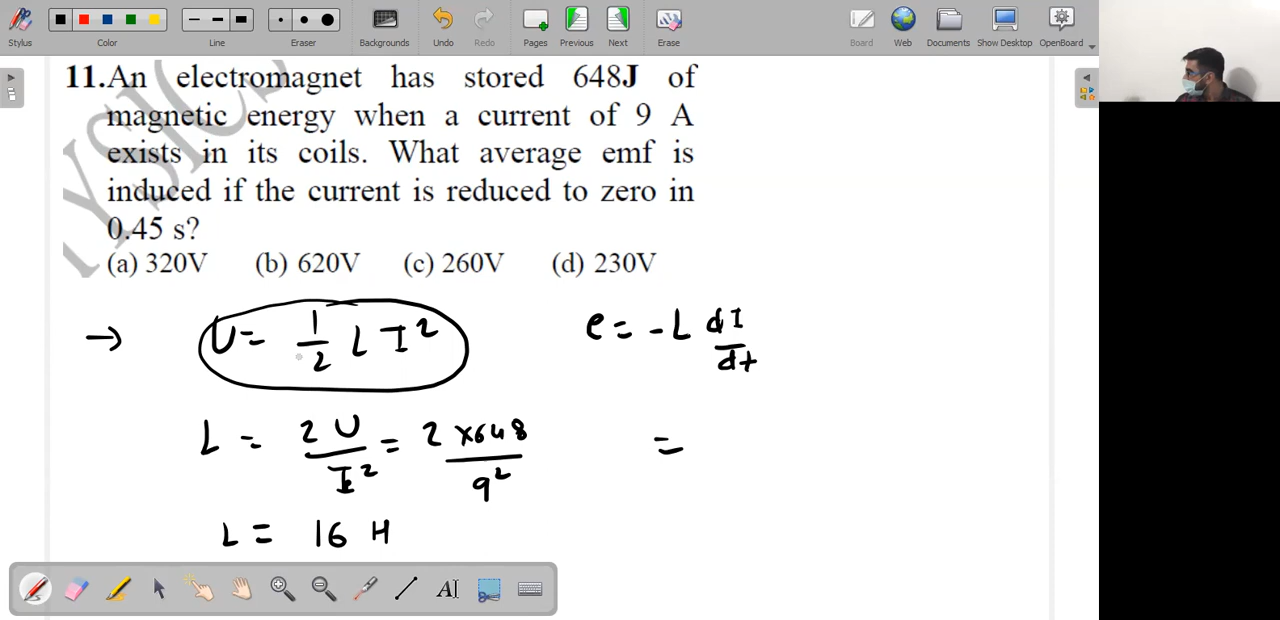 Stylus
Color
Line
Eraser
Backgrounds
Undo
Redo
Pages
Previous
Next
Erase
Board
Web
Documents
Show Desktop
OpenBoard
11. An electromagnet has stored 648J of
magnetic energy when a current of 9 A
exists in its coils. What average emf is
induced if the current is reduced to zero in
0.45 s?
(a) 320V (b) 620V (c) 260V (d) 230V
→ U = 1/2 L I²
e = -L dI/dt
L = 2U/I² = 2×648/9²
=
L = 16 H